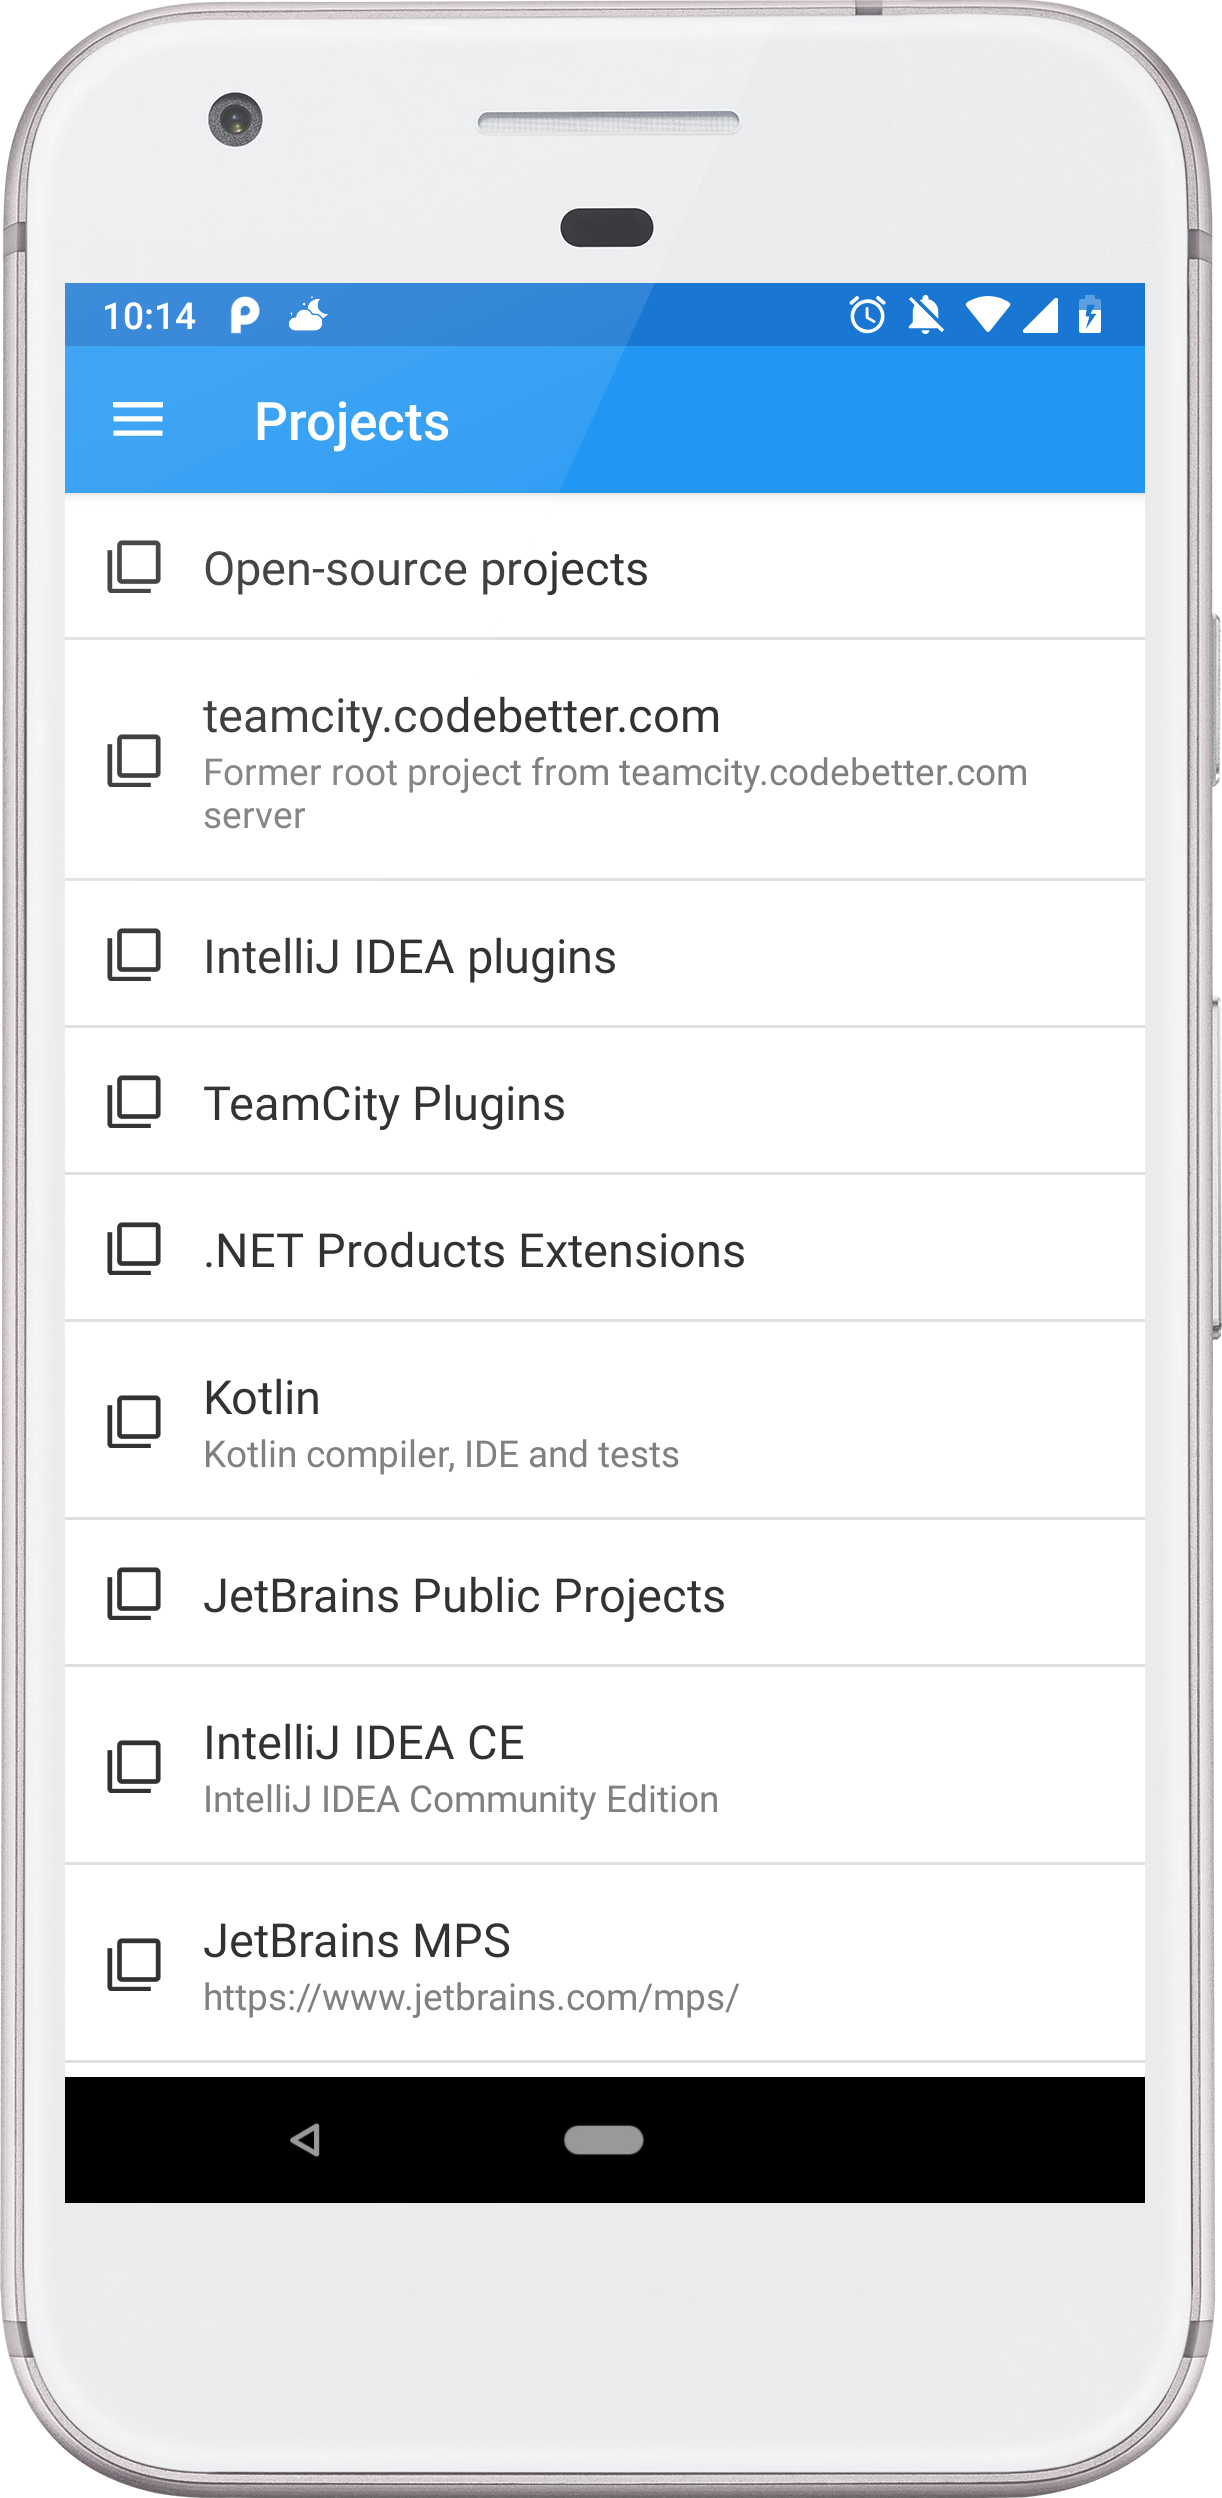 10:14
Projects
Open-source projects
teamcity.codebetter.com
Former root project from teamcity.codebetter.com
server
IntelliJ IDEA plugins
TeamCity Plugins
.NET Products Extensions
Kotlin
Kotlin compiler, IDE and tests
JetBrains Public Projects
IntelliJ IDEA CE
IntelliJ IDEA Community Edition
JetBrains MPS
https://www.jetbrains.com/mps/